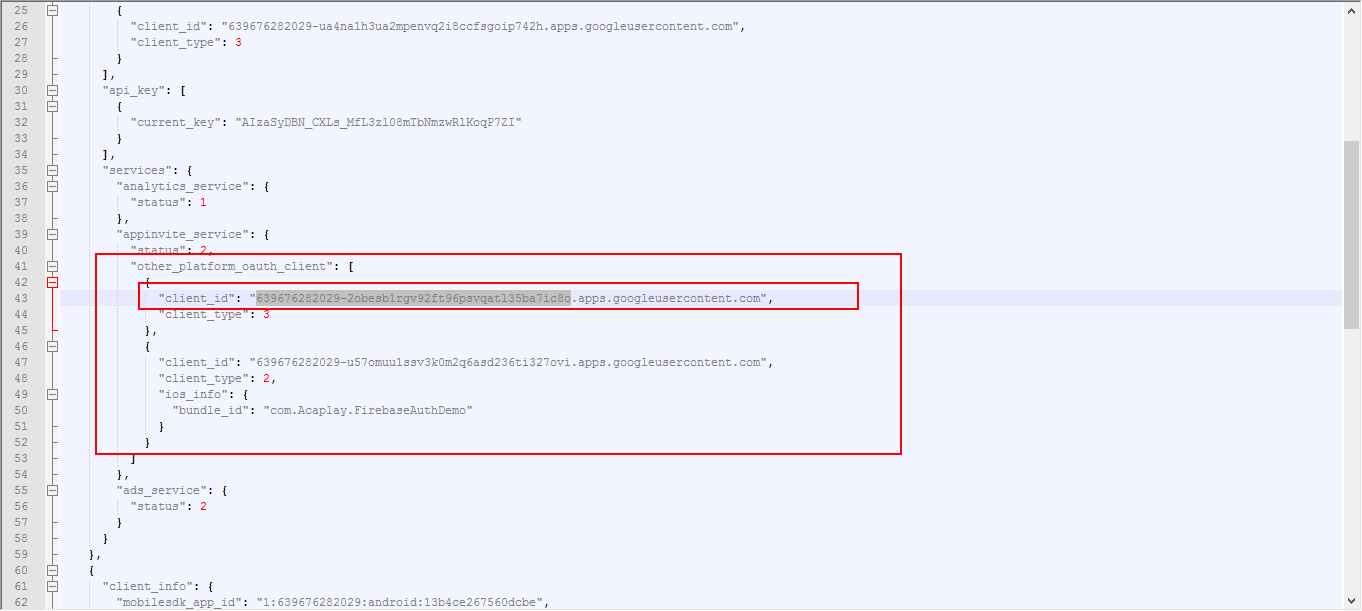 25 {
26 "client_id": "639676282029-ua4na1h3ua2mpenvq2i8ccfsgoip742h.apps.googleusercontent.com",
27 "client_type": 3
28 }
29 ],
30 "api_key": [
31 {
32 "current_key": "AIzaSyDBN_CXLs_MfL3zl08mTbNmzwRlKoqP7ZI"
33 }
34 ],
35 "services": {
36 "analytics_service": {
37 "status": 1
38 },
39 "appinvite_service": {
40 "status": 2,
41 "other_platform_oauth_client": [
42 {
43 "client_id": "639676282029-2obesblrgv92ft96psvqatl35ba7ic8o.apps.googleusercontent.com",
44 "client_type": 3
45 },
46 {
47 "client_id": "639676282029-u57omuu1ssv3k0m2q6asd236ti327ovi.apps.googleusercontent.com",
48 "client_type": 2,
49 "ios_info": {
50 "bundle_id": "com.Acaplay.FirebaseAuthDemo"
51 }
52 }
53 ]
54 },
55 "ads_service": {
56 "status": 2
57 }
58 }
59 },
60 {
61 "client_info": {
62 "mobilesdk_app_id": "1:639676282029:android:13b4ce267560dcbe",